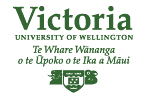 Victoria
UNIVERSITY OF WELLINGTON
Te Whare Wānanga
o te Ūpoko o te Ika a Māui